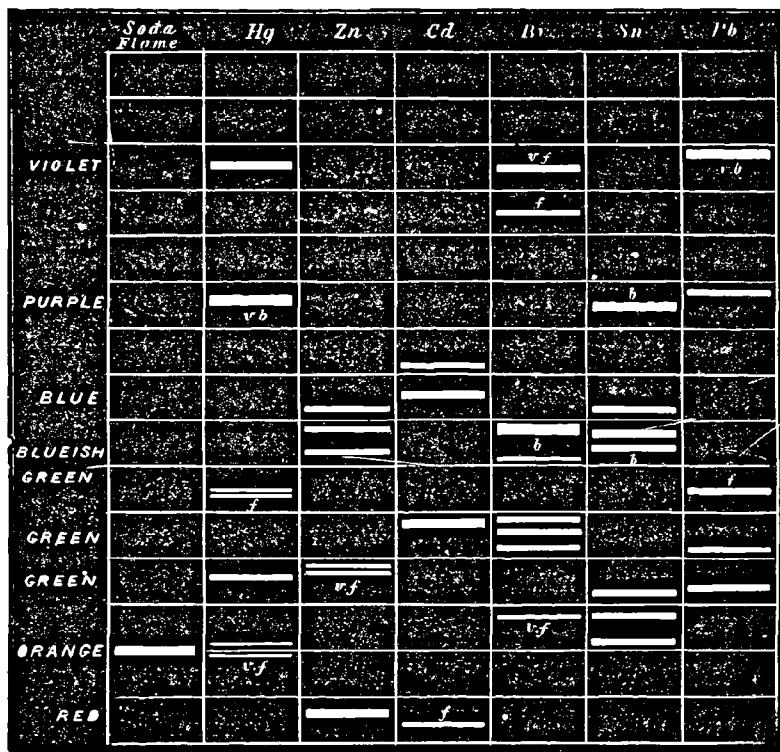 Soda Flame Hg Zn Cd Bi Sn Pb
VIOLET v f v b
f
PURPLE v b b
BLUE
BLUEISH b b
GREEN f f
GREEN
GREEN v f
v f
ORANGE v f
RED f